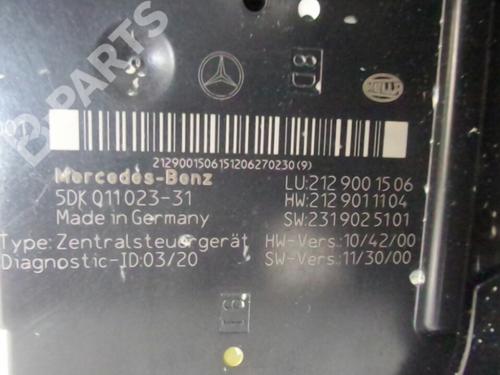 B-PARTS
BD
HELLA
001
2129001506151206270230(9)
Mercedes-Benz
5DK 011023-31
Made in Germany
Type: Zentralsteuergerät
Diagnostic-ID:03/20
LU:212 900 15 06
HW:212 901 11 04
SW:231 902 51 01
HW-Vers.: 10/42/00
SW-Vers.: 11/30/00